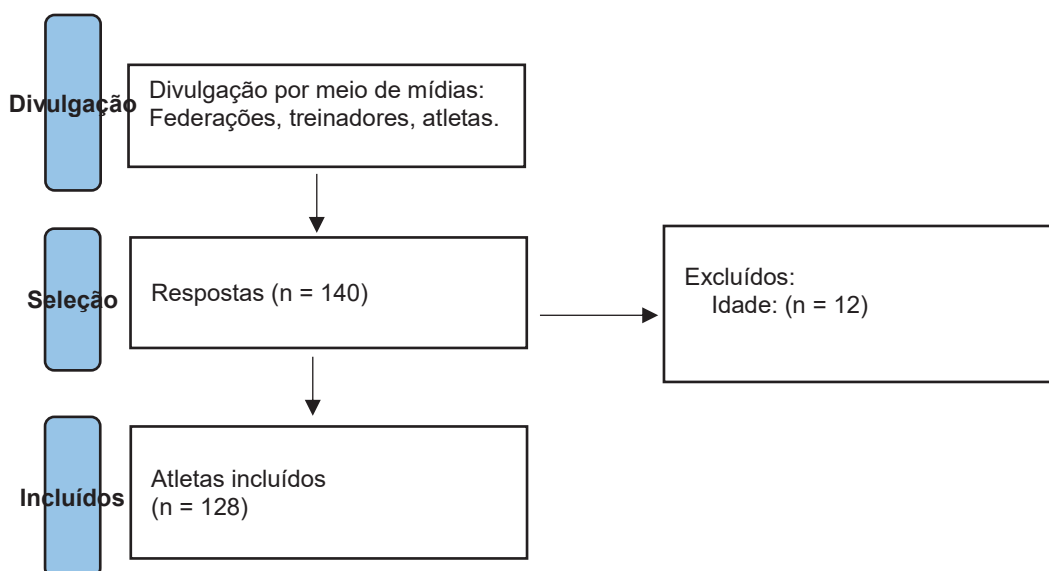 Divulgação
Divulgação por meio de mídias:
Federações, treinadores, atletas.
Seleção
Respostas (n = 140)
Excluídos:
Idade: (n = 12)
Incluídos
Atletas incluídos
(n = 128)